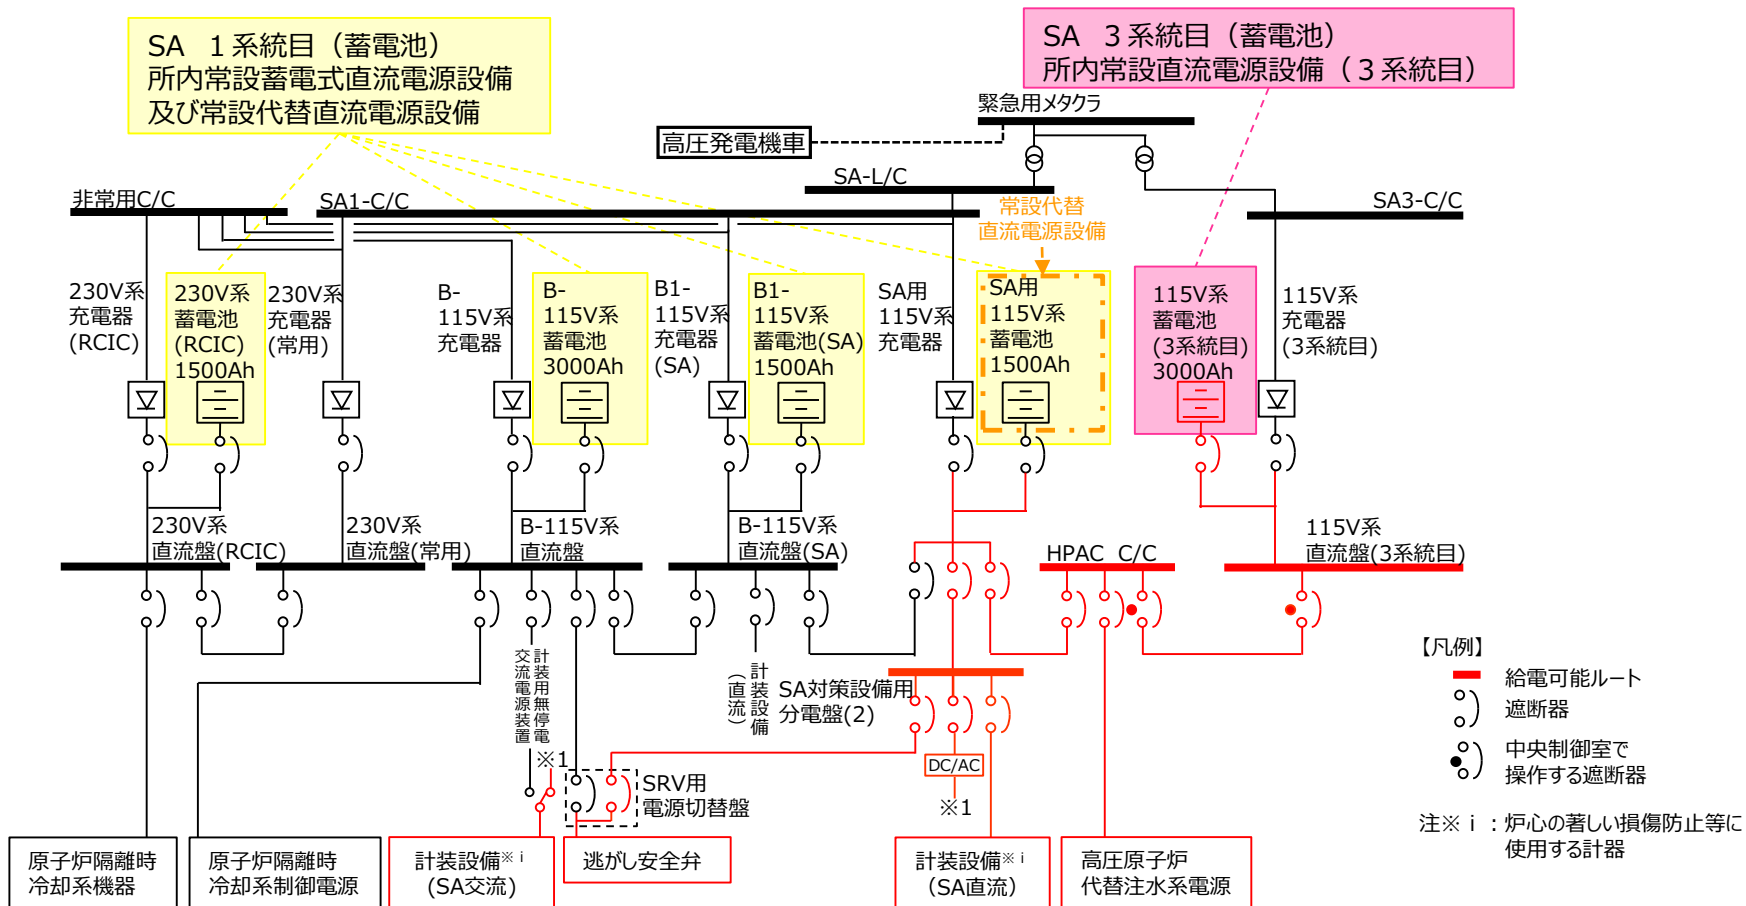 SA 1系統目（蓄電池）
所内常設蓄電式直流電源設備
及び常設代替直流電源設備
SA 3系統目（蓄電池）
所内常設直流電源設備（３系統目）
緊急用メタクラ
高圧発電機車
SA-L/C
非常用C/C
SA1-C/C
SA3-C/C
常設代替
直流電源設備
230V系
充電器
(RCIC)
230V系
蓄電池
(RCIC)
1500Ah
230V系
充電器
(常用)
B-
115V系
充電器
B-
115V系
蓄電池
3000Ah
B1-
115V系
充電器
(SA)
B1-
115V系
蓄電池(SA)
1500Ah
SA用
115V系
充電器
SA用
115V系
蓄電池
1500Ah
115V系
蓄電池
(3系統目)
3000Ah
115V系
充電器
(3系統目)
230V系
直流盤(RCIC)
230V系
直流盤(常用)
B-115V系
直流盤
B-115V系
直流盤(SA)
HPAC C/C
115V系
直流盤(3系統目)
計装用無停電
交流電源装置
※1
計装設備
(直流)
SA対策設備用
分電盤(2)
SRV用
電源切替盤
DC/AC
※1
原子炉隔離時
冷却系機器
原子炉隔離時
冷却系制御電源
計装設備※ｉ
(SA交流)
逃がし安全弁
計装設備※ｉ
（SA直流）
高圧原子炉
代替注水系電源
【凡例】
給電可能ルート
遮断器
中央制御室で
操作する遮断器
注※ｉ：炉心の著しい損傷防止等に
使用する計器